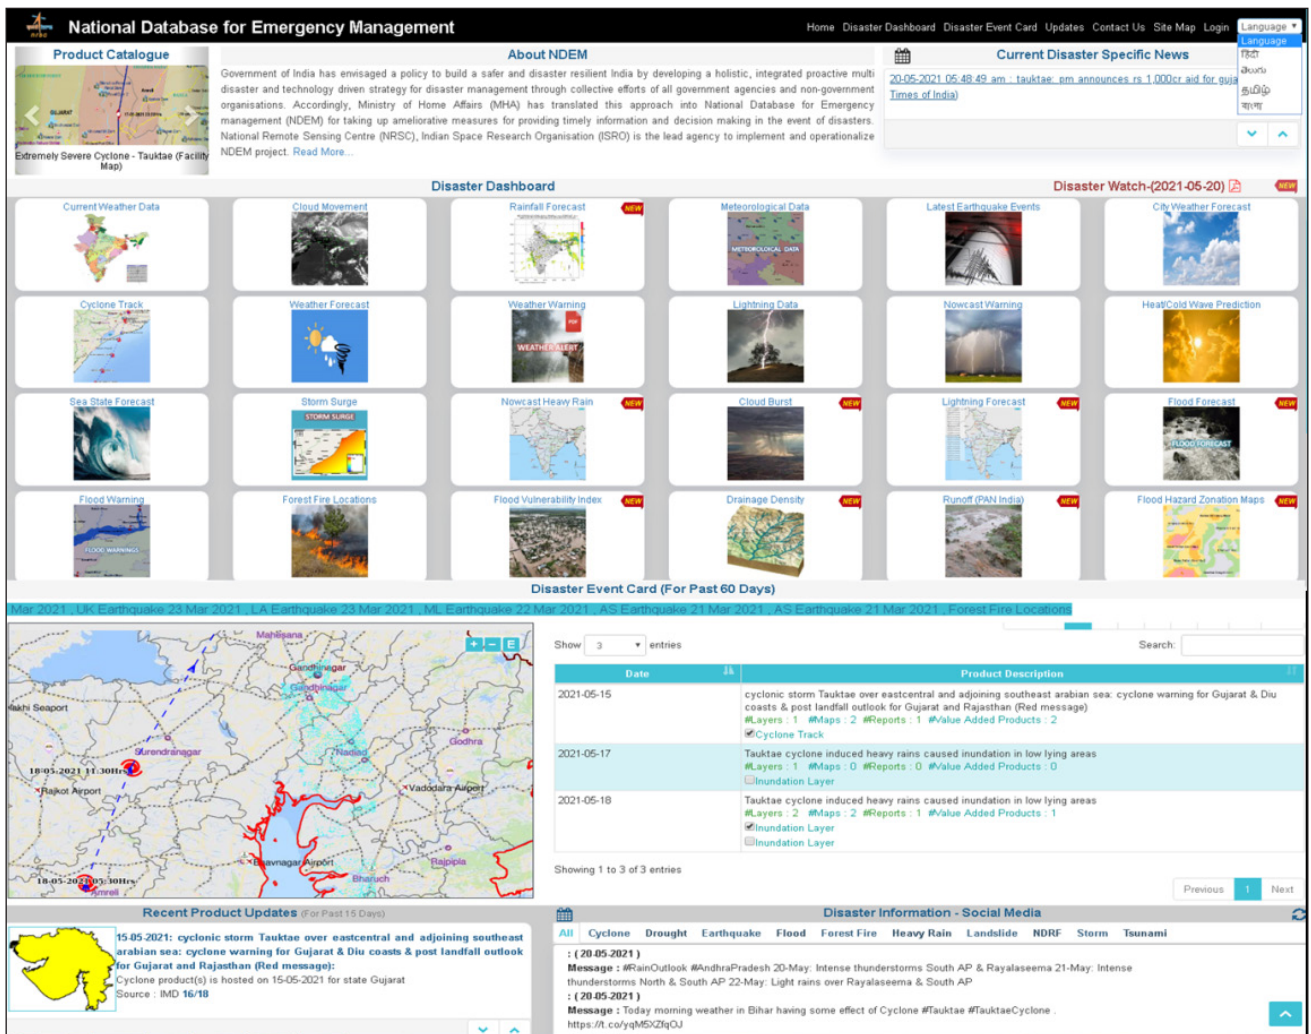 nrsc
National Database for Emergency Management
Home Disaster Dashboard Disaster Event Card Updates Contact Us Site Map Login Language
Language
हिंदी
తెలుగు
தமிழ்
বাংলা
Product Catalogue
GUJARAT
Extremely Severe Cyclone - Tauktae (Facility
Map)
About NDEM
Government of India has envisaged a policy to build a safer and disaster resilient India by developing a holistic, integrated proactive multi
disaster and technology driven strategy for disaster management through collective efforts of all government agencies and non-government
organisations. Accordingly, Ministry of Home Affairs (MHA) has translated this approach into National Database for Emergency
management (NDEM) for taking up ameliorative measures for providing timely information and decision making in the event of disasters.
National Remote Sensing Centre (NRSC), Indian Space Research Organisation (ISRO) is the lead agency to implement and operationalize
NDEM project. Read More...
Current Disaster Specific News
20-05-2021 05:48:49 am : tauktae: pm announces rs 1,000cr aid for guja
Times of India)
Disaster Dashboard
Disaster Watch-(2021-05-20)
NEW
Current Weather Data
Cloud Movement
Rainfall Forecast
NEW
Meteorological Data
METEOROLOICAL DATA
Latest Earthquake Events
City Weather Forecast
Cyclone Track
Weather Forecast
Weather Warning
PDF
WEATHER ALERT
Lightning Data
Nowcast Warning
Heat/Cold Wave Prediction
Sea State Forecast
Storm Surge
STORM SURGE
Nowcast Heavy Rain
NEW
Cloud Burst
NEW
Lightning Forecast
NEW
Flood Forecast
NEW
FLOOD FORECAST
Flood Warning
FLOOD WARNINGS
Forest Fire Locations
Flood Vulnerability Index
NEW
Drainage Density
NEW
Runoff (PAN India)
NEW
Flood Hazard Zonation Maps
NEW
Disaster Event Card (For Past 60 Days)
Mar 2021 , UK Earthquake 23 Mar 2021 , LA Earthquake 23 Mar 2021 , ML Earthquake 22 Mar 2021 , AS Earthquake 21 Mar 2021 , AS Earthquake 21 Mar 2021 , Forest Fire Locations
+ − E
Mahesana
Gandhinagar
Gandhinagar
lakhi Seaport
Surendranagar
Nadiad
Godhra
18-05-2021 11:30Hrs
Rajkot Airport
Vadodara Airport
Bhavnagar Airport
Rajpipla
Bharuch
18-05-2021 05:30Hrs
Amreli
Show 3 entries
Search:
Date Product Description
2021-05-15 cyclonic storm Tauktae over eastcentral and adjoining southeast arabian sea: cyclone warning for Gujarat & Diu
coasts & post landfall outlook for Gujarat and Rajasthan (Red message)
#Layers : 1 #Maps : 2 #Reports : 1 #Value Added Products : 2
Cyclone Track
2021-05-17 Tauktae cyclone induced heavy rains caused inundation in low lying areas
#Layers : 1 #Maps : 0 #Reports : 0 #Value Added Products : 0
Inundation Layer
2021-05-18 Tauktae cyclone induced heavy rains caused inundation in low lying areas
#Layers : 2 #Maps : 2 #Reports : 1 #Value Added Products : 1
Inundation Layer
Inundation Layer
Showing 1 to 3 of 3 entries
Previous 1 Next
Recent Product Updates (For Past 15 Days)
15-05-2021: cyclonic storm Tauktae over eastcentral and adjoining southeast
arabian sea: cyclone warning for Gujarat & Diu coasts & post landfall outlook
for Gujarat and Rajasthan (Red message):
Cyclone product(s) is hosted on 15-05-2021 for state Gujarat
Source : IMD 16/18
Disaster Information - Social Media
All Cyclone Drought Earthquake Flood Forest Fire Heavy Rain Landslide NDRF Storm Tsunami
: ( 20-05-2021 )
Message : #RainOutlook #AndhraPradesh 20-May: Intense thunderstorms South AP & Rayalaseema 21-May: Intense
thunderstorms North & South AP 22-May: Light rains over Rayalaseema & South AP
: ( 20-05-2021 )
Message : Today morning weather in Bihar having some effect of Cyclone #Tauktae #TauktaeCyclone .
https://t.co/yqM5XZfqOJ